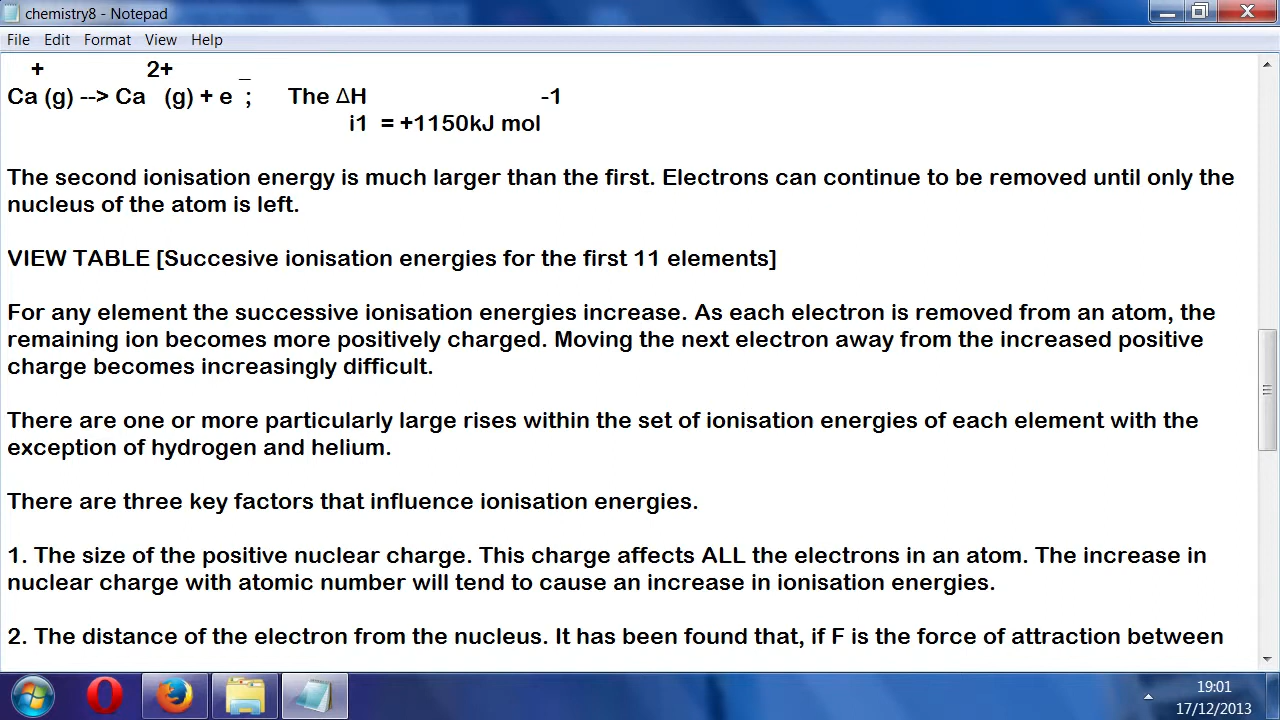 chemistry8 - Notepad
File Edit Format View Help
+ 2+ _
Ca (g) --> Ca (g) + e ; The ΔH -1
i1 = +1150kJ mol
The second ionisation energy is much larger than the first. Electrons can continue to be removed until only the
nucleus of the atom is left.
VIEW TABLE [Succesive ionisation energies for the first 11 elements]
For any element the successive ionisation energies increase. As each electron is removed from an atom, the
remaining ion becomes more positively charged. Moving the next electron away from the increased positive
charge becomes increasingly difficult.
There are one or more particularly large rises within the set of ionisation energies of each element with the
exception of hydrogen and helium.
There are three key factors that influence ionisation energies.
1. The size of the positive nuclear charge. This charge affects ALL the electrons in an atom. The increase in
nuclear charge with atomic number will tend to cause an increase in ionisation energies.
2. The distance of the electron from the nucleus. It has been found that, if F is the force of attraction between
19:01
17/12/2013